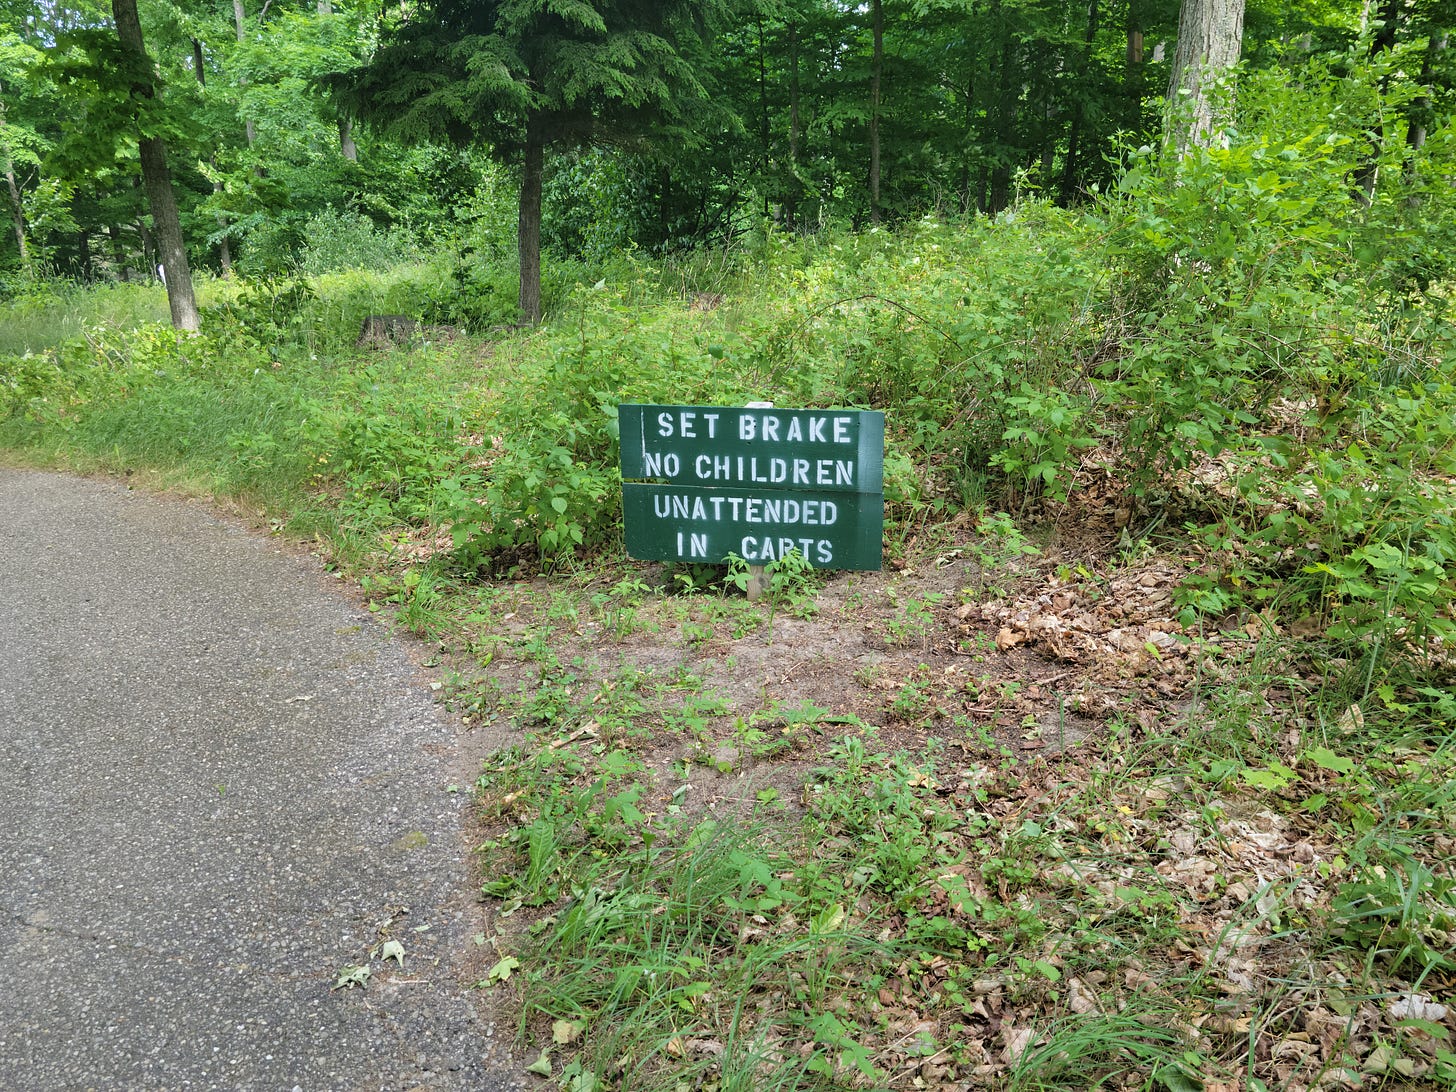 SET BRAKE
NO CHILDREN
UNATTENDED
IN CARTS